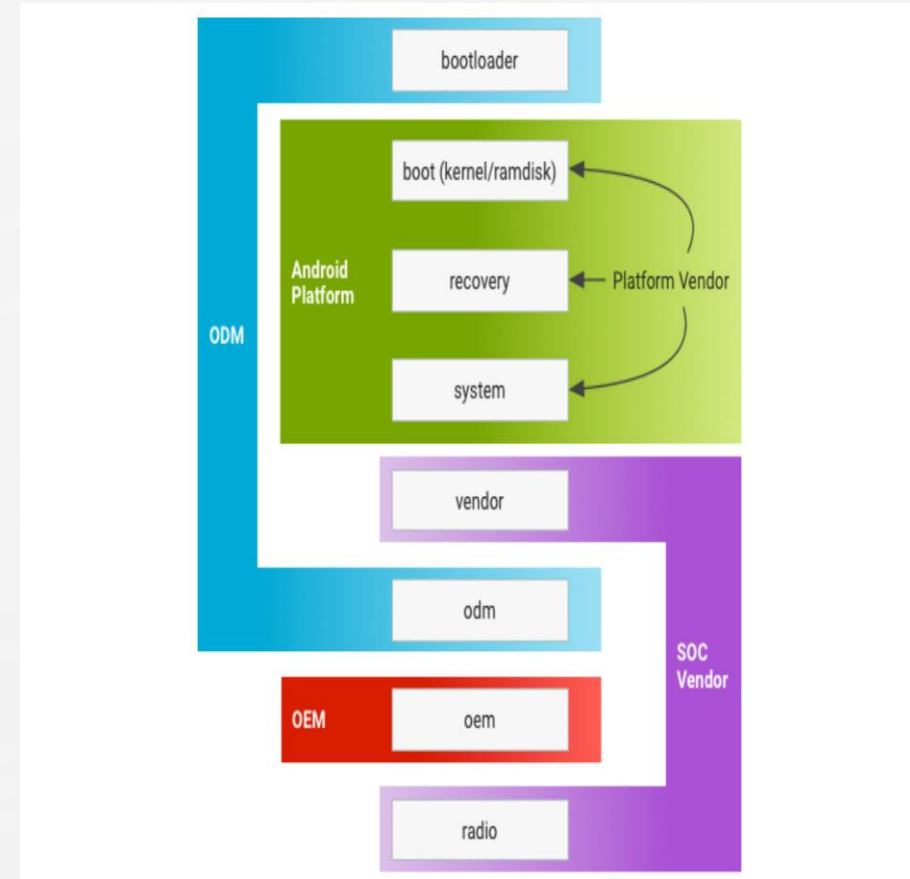 bootloader
boot (kernel/ramdisk)
Android
Platform
recovery
Platform Vendor
ODM
system
vendor
odm
SOC
Vendor
OEM
oem
radio